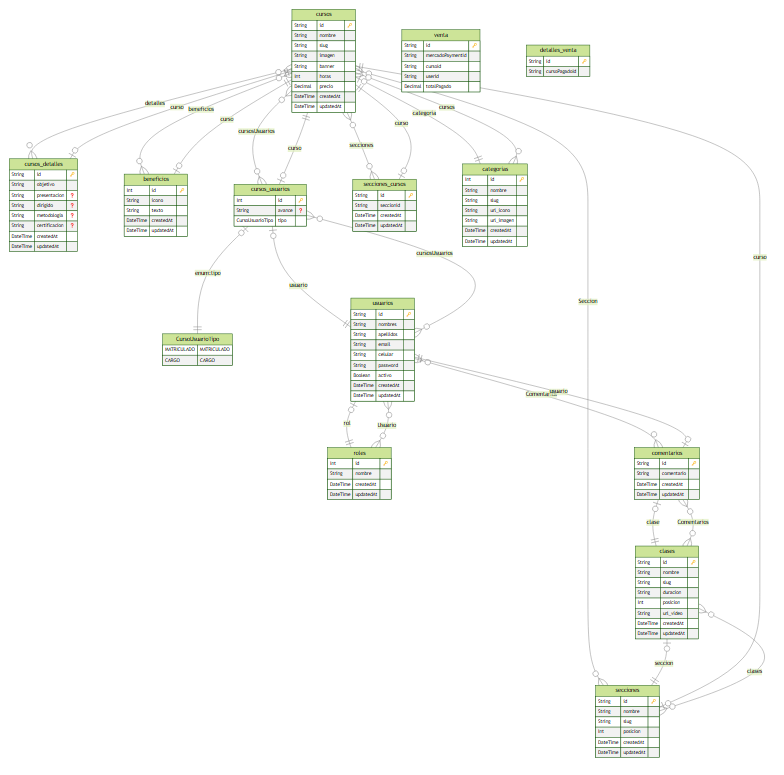 cursos
String id
String nombre
String slug
String imagen
String banner
Int horas
Decimal precio
DateTime createdAt
DateTime updatedAt
venta
String id
String mercadoPaymentId
String cursoId
String userId
Decimal totalPagado
detalles_venta
String id
String cursoPagadoId
detalles
curso
beneficios
curso
cursosUsuarios
curso
secciones
curso
categoria
cursos
cursos_detalles
String id
String objetivo
String presentacion ?
String dirigido ?
String metodologia ?
String certificacion ?
DateTime createdAt
DateTime updatedAt
beneficios
Int id
String icono
String texto
DateTime createdAt
DateTime updatedAt
cursos_usuarios
Int id
String avance ?
CursoUsuarioTipo tipo
secciones_cursos
String id
String seccionId
DateTime createdAt
DateTime updatedAt
categorias
Int id
String nombre
String slug
String url_icono
String url_imagen
DateTime createdAt
DateTime updatedAt
curso
cursosUsuarios
enum:tipo
usuario
Seccion
CursoUsuarioTipo
MATRICULADO MATRICULADO
CARGO CARGO
usuarios
String id
String nombres
String apellidos
String email
String celular
String password
Boolean activo
DateTime createdAt
DateTime updatedAt
usuario
rol
Usuario
roles
Int id
String nombre
DateTime createdAt
DateTime updatedAt
comentarios
String id
String comentario
DateTime createdAt
DateTime updatedAt
clase
Comentarios
clases
String id
String nombre
String slug
String duracion
Int posicion
String url_video
DateTime createdAt
DateTime updatedAt
seccion
clases
secciones
String id
String nombre
String slug
Int posicion
DateTime createdAt
DateTime updatedAt